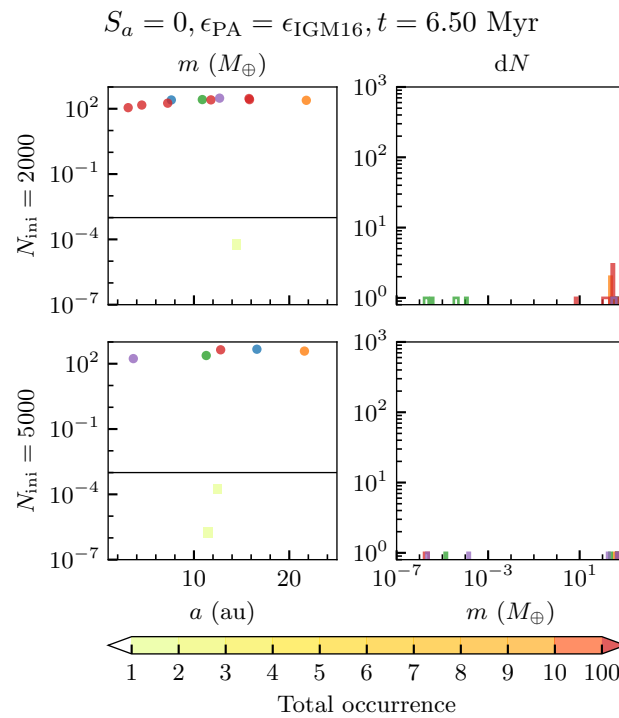 S_a = 0, ϵ_PA = ϵ_IGM16, t = 6.50 Myr
m (M_⊕)
dN
N_ini = 2000
10^2
10^-1
10^-4
10^-7
10^3
10^2
10^1
10^0
N_ini = 5000
10^2
10^-1
10^-4
10^-7
10^3
10^2
10^1
10^0
10 20
10^-7 10^-3 10^1
a (au)
m (M_⊕)
1 2 3 4 5 6 7 8 9 10 100
Total occurrence